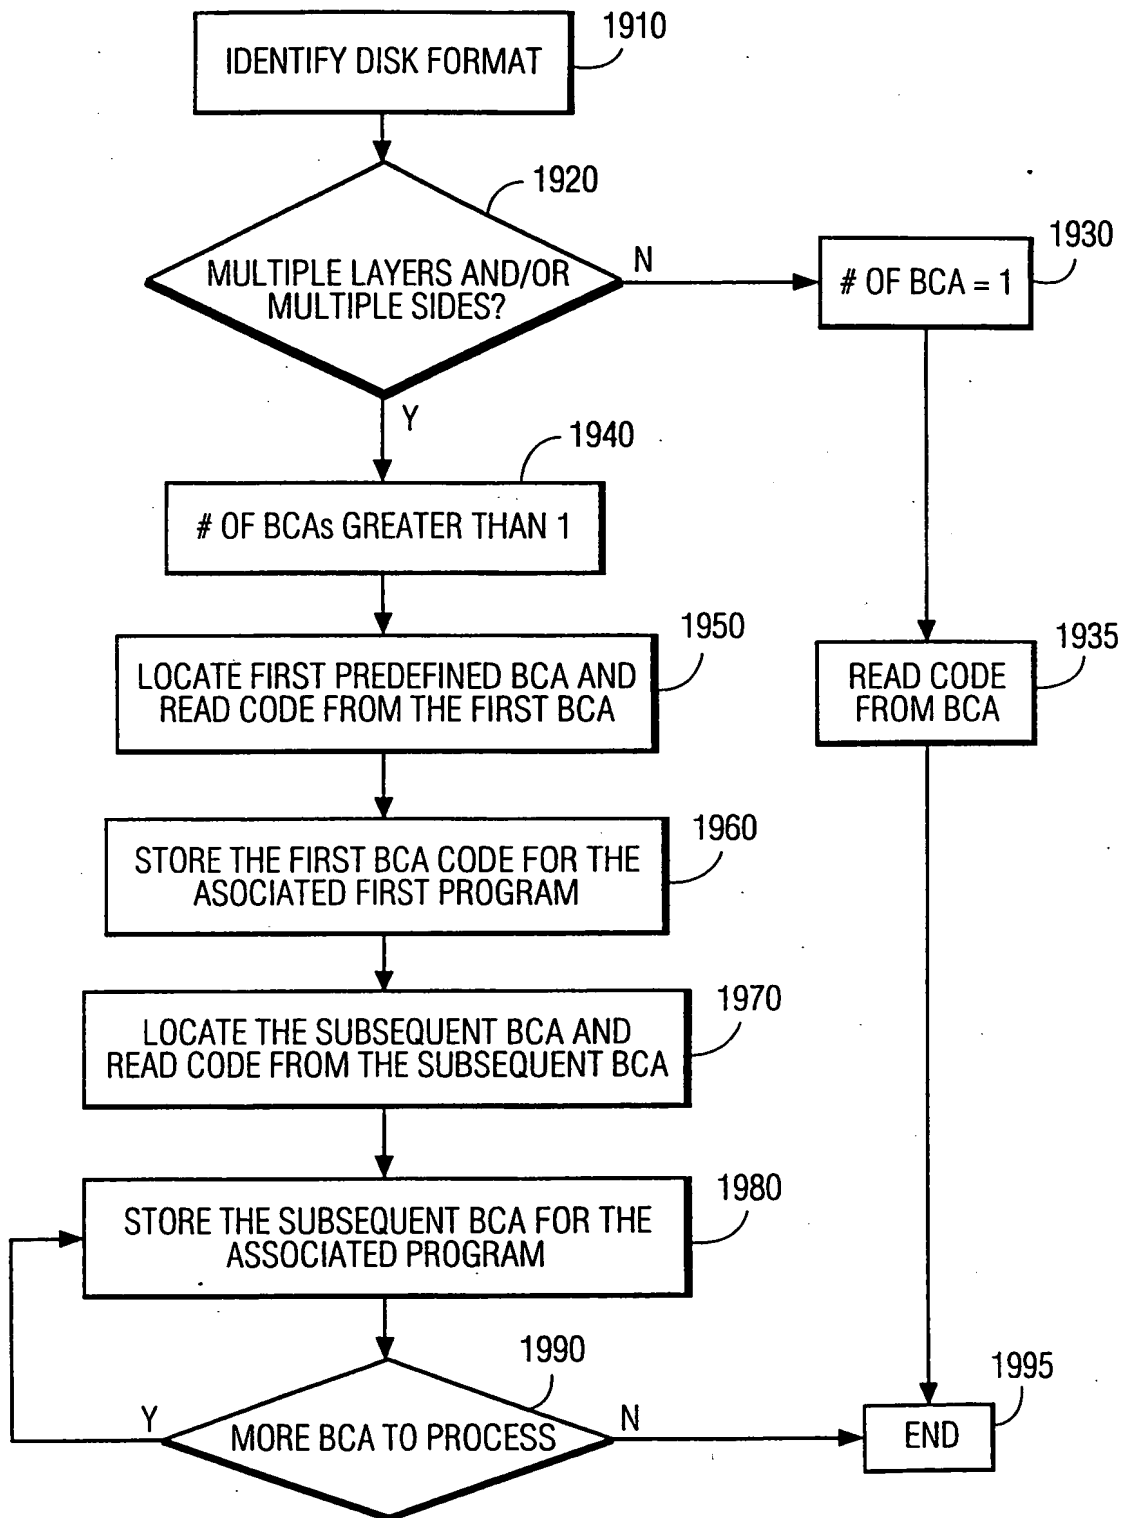 1910
IDENTIFY DISK FORMAT
1920
MULTIPLE LAYERS AND/OR
MULTIPLE SIDES?
N
1930
# OF BCA = 1
Y
1940
# OF BCAs GREATER THAN 1
1950
LOCATE FIRST PREDEFINED BCA AND
READ CODE FROM THE FIRST BCA
1935
READ CODE
FROM BCA
1960
STORE THE FIRST BCA CODE FOR THE
ASOCIATED FIRST PROGRAM
1970
LOCATE THE SUBSEQUENT BCA AND
READ CODE FROM THE SUBSEQUENT BCA
1980
STORE THE SUBSEQUENT BCA FOR THE
ASSOCIATED PROGRAM
1990
Y
MORE BCA TO PROCESS
N
1995
END